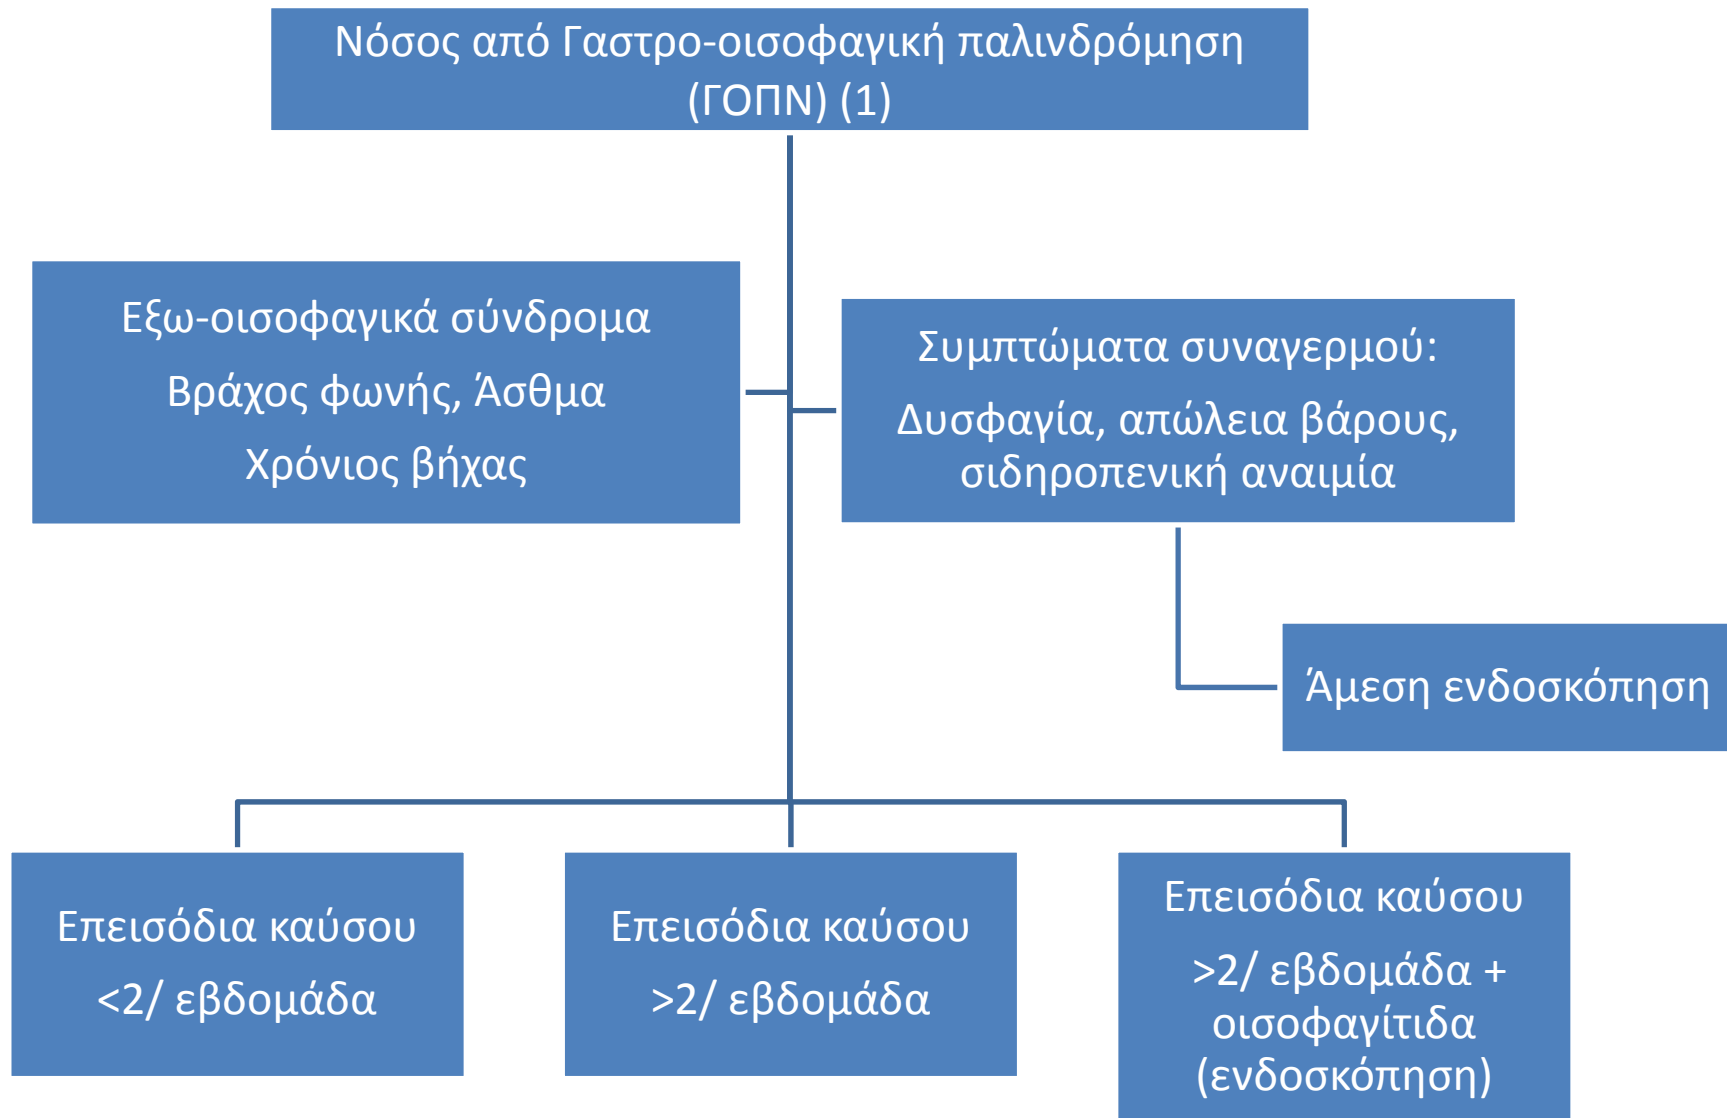 Νόσος από Γαστρο-οισοφαγική παλινδρόμηση
(ΓΟΠΝ) (1)
Εξω-οισοφαγικά σύνδρομα
Βράχος φωνής, Άσθμα
Χρόνιος βήχας
Συμπτώματα συναγερμού:
Δυσφαγία, απώλεια βάρους,
σιδηροπενική αναιμία
Άμεση ενδοσκόπηση
Επεισόδια καύσου
<2/ εβδομάδα
Επεισόδια καύσου
>2/ εβδομάδα
Επεισόδια καύσου
>2/ εβδομάδα +
οισοφαγίτιδα
(ενδοσκόπηση)